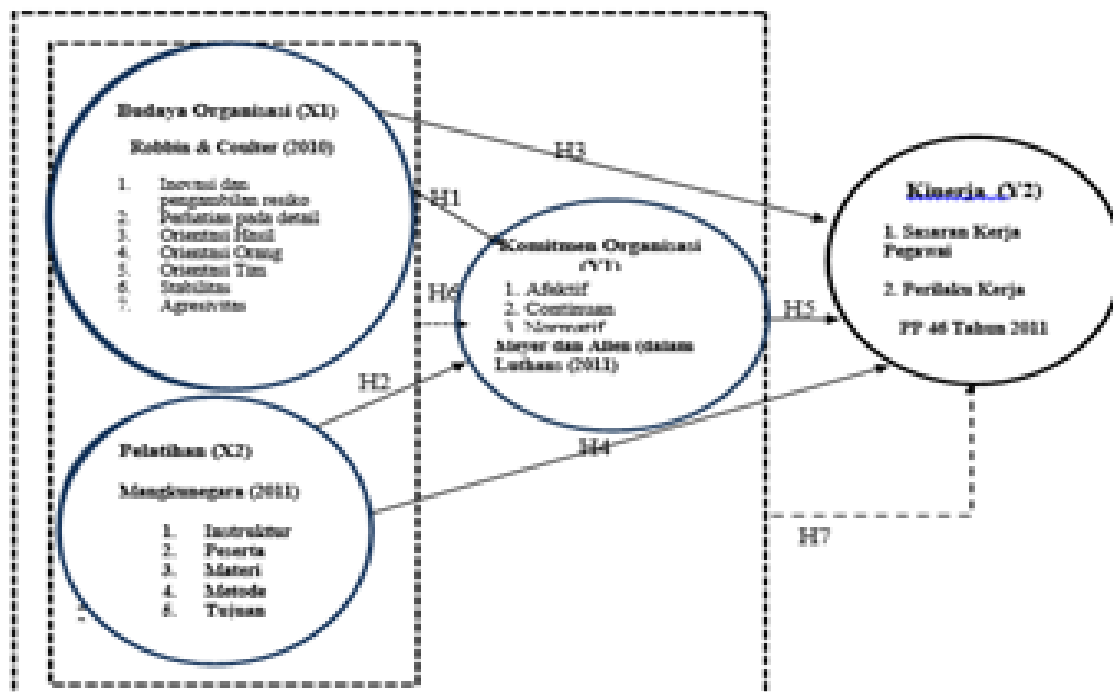 Budaya Organisasi (X1)
Robbin & Coulter (2010)
1. Inovasi dan
pengambilan resiko
2. Perhatian pada detail
3. Orientasi Hasil
4. Orientasi Orang
5. Orientasi Tim
6. Stabilitas
7. Agresivitas
H3
H1
Kinerja (Y2)
1. Sasaran Kerja
Pegawai
2. Perilaku Kerja
PP 46 Tahun 2011
Komitmen Organisasi
(Y1)
1. Afektif
2. Continuan
3. Normatif
Meyer dan Allen (dalam
Luthans (2011)
H6
H5
H2
H4
Pelatihan (X2)
Mangkunegara (2011)
1. Instruktur
2. Peserta
3. Materi
4. Metode
5. Tujuan
H7